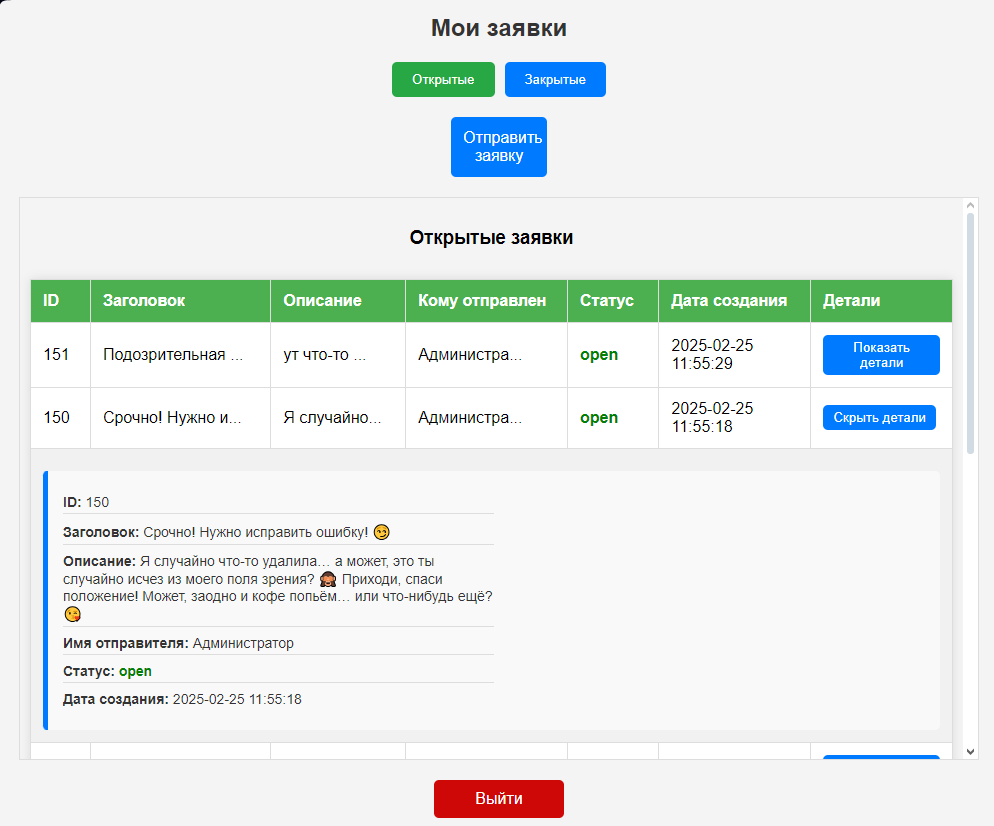 Мои заявки
Открытые Закрытые
Отправить
заявку
Открытые заявки
ID Заголовок Описание Кому отправлен Статус Дата создания Детали
151 Подозрительная ... ут что-то ... Администра... open 2025-02-25 11:55:29 Показать детали
150 Срочно! Нужно и... Я случайно... Администра... open 2025-02-25 11:55:18 Скрыть детали
ID: 150
Заголовок: Срочно! Нужно исправить ошибку! 😏
Описание: Я случайно что-то удалила… а может, это ты
случайно исчез из моего поля зрения? 🙈 Приходи, спаси
положение! Может, заодно и кофе попьём… или что-нибудь ещё?
😘
Имя отправителя: Администратор
Статус: open
Дата создания: 2025-02-25 11:55:18
Выйти